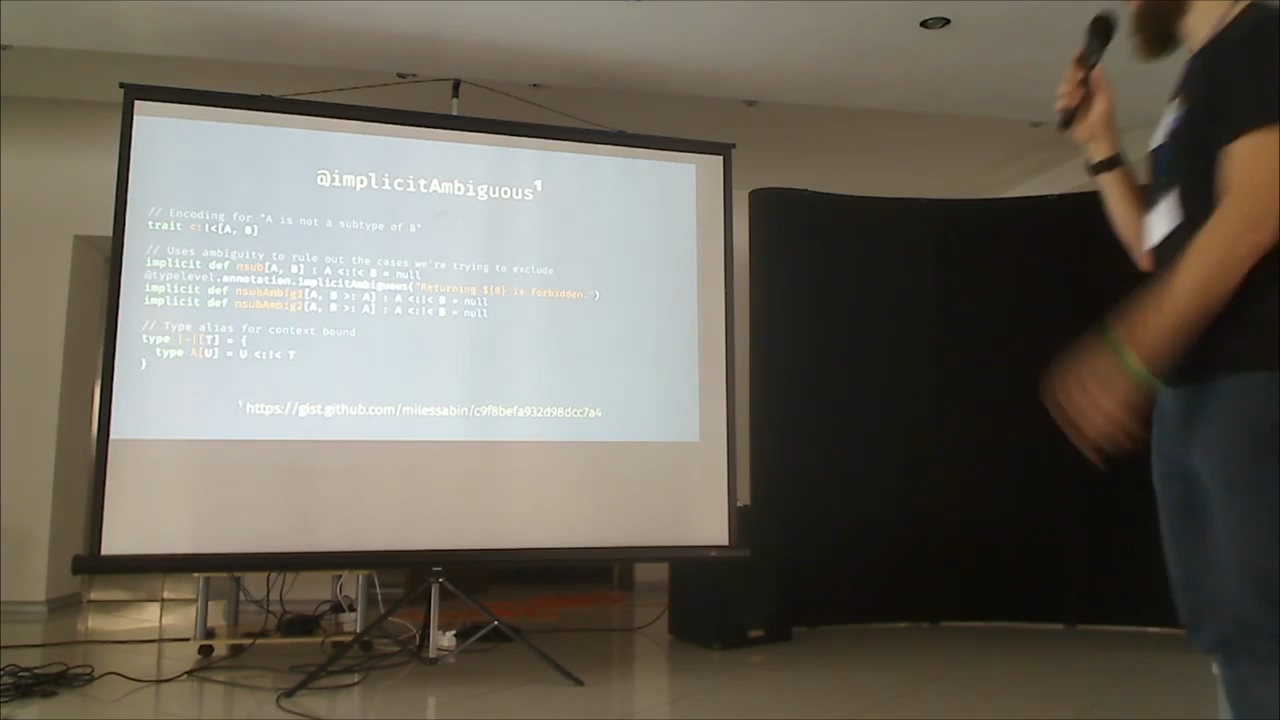 @implicitAmbiguous¹
// Encoding for "A is not a subtype of B"
trait <:!<[A, B]
// Uses ambiguity to rule out the cases we're trying to exclude
implicit def nsub[A, B] : A <:!< B = null
@typelevel.annotation.implicitAmbiguous("Returning ${B} is forbidden.")
implicit def nsubAmbig1[A, B >: A] : A <:!< B = null
implicit def nsubAmbig2[A, B >: A] : A <:!< B = null
// Type alias for context bound
type |¬|[T] = {
type λ[U] = U <:!< T
}
¹ https://gist.github.com/milessabin/c9f8befa932d98dcc7a4